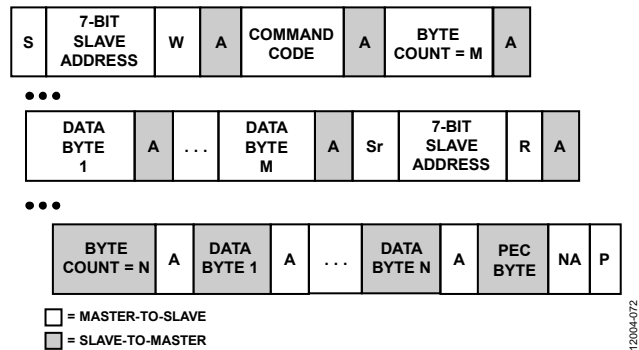 S 7-BIT SLAVE ADDRESS W A COMMAND CODE A BYTE COUNT = M A
•••
DATA BYTE 1 A . . . DATA BYTE M A Sr 7-BIT SLAVE ADDRESS R A
•••
BYTE COUNT = N A DATA BYTE 1 A . . . DATA BYTE N A PEC BYTE NA P
= MASTER-TO-SLAVE
= SLAVE-TO-MASTER
12004-072